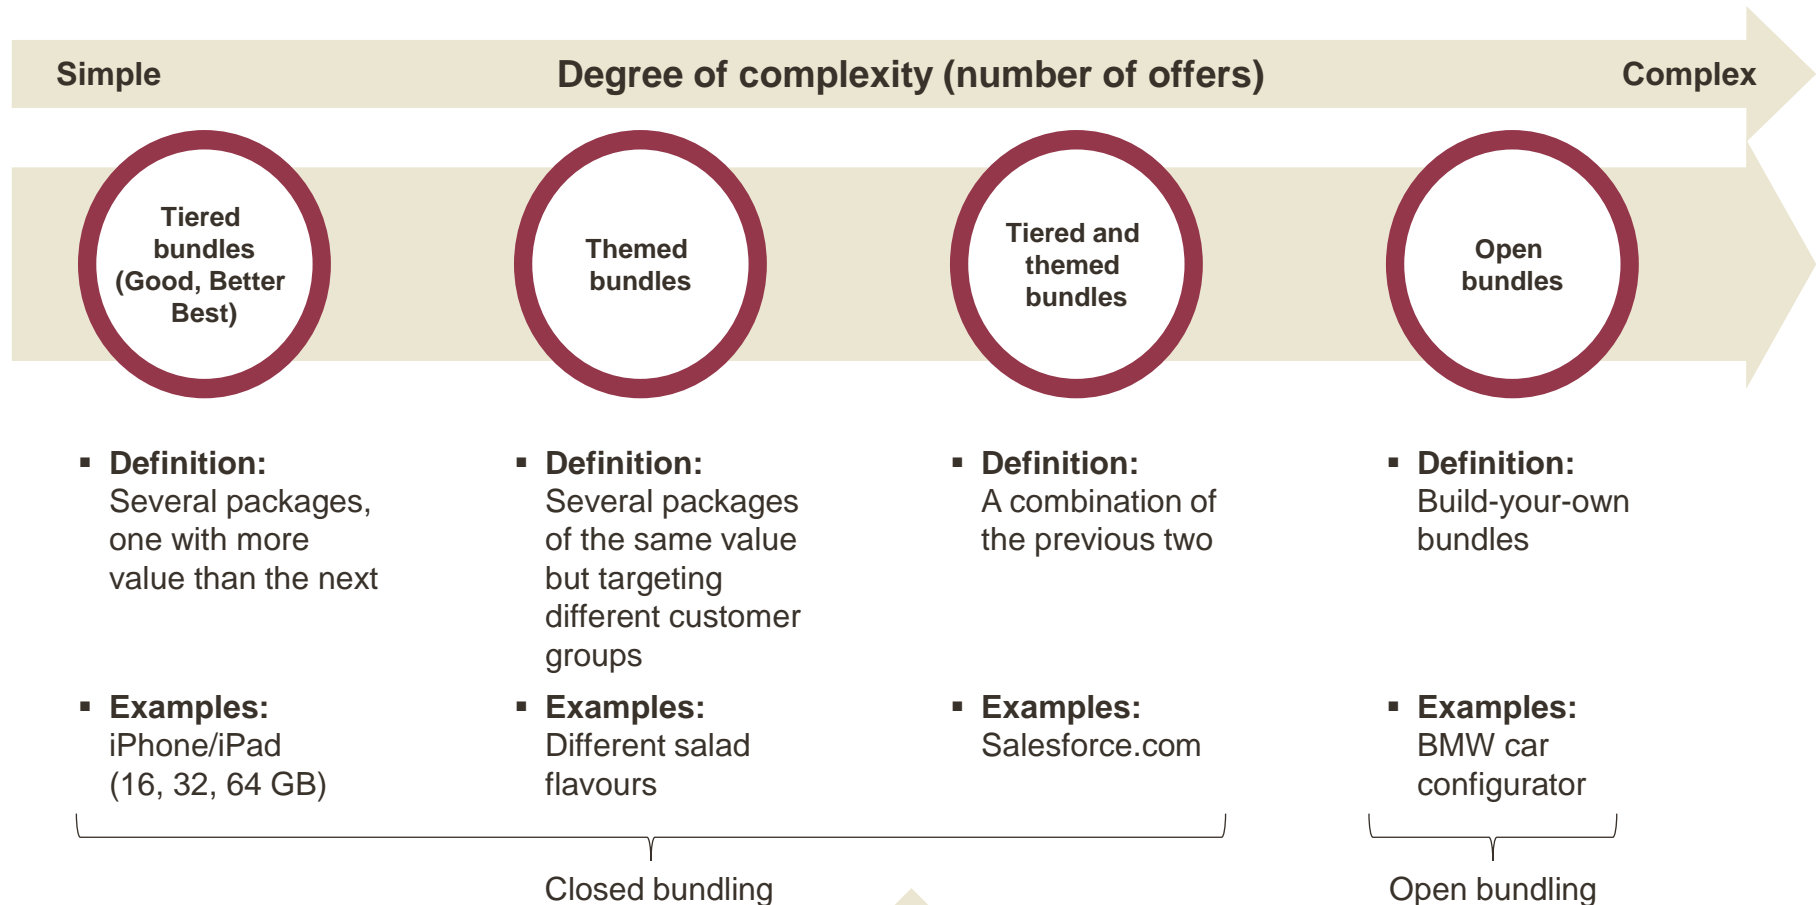 Simple Degree of complexity (number of offers) Complex
Tiered
bundles
(Good, Better
Best)
Themed
bundles
Tiered and
themed
bundles
Open
bundles
▪ Definition:
Several packages,
one with more
value than the next
▪ Examples:
iPhone/iPad
(16, 32, 64 GB)
▪ Definition:
Several packages
of the same value
but targeting
different customer
groups
▪ Examples:
Different salad
flavours
▪ Definition:
A combination of
the previous two
▪ Examples:
Salesforce.com
▪ Definition:
Build-your-own
bundles
▪ Examples:
BMW car
configurator
Closed bundling
Open bundling